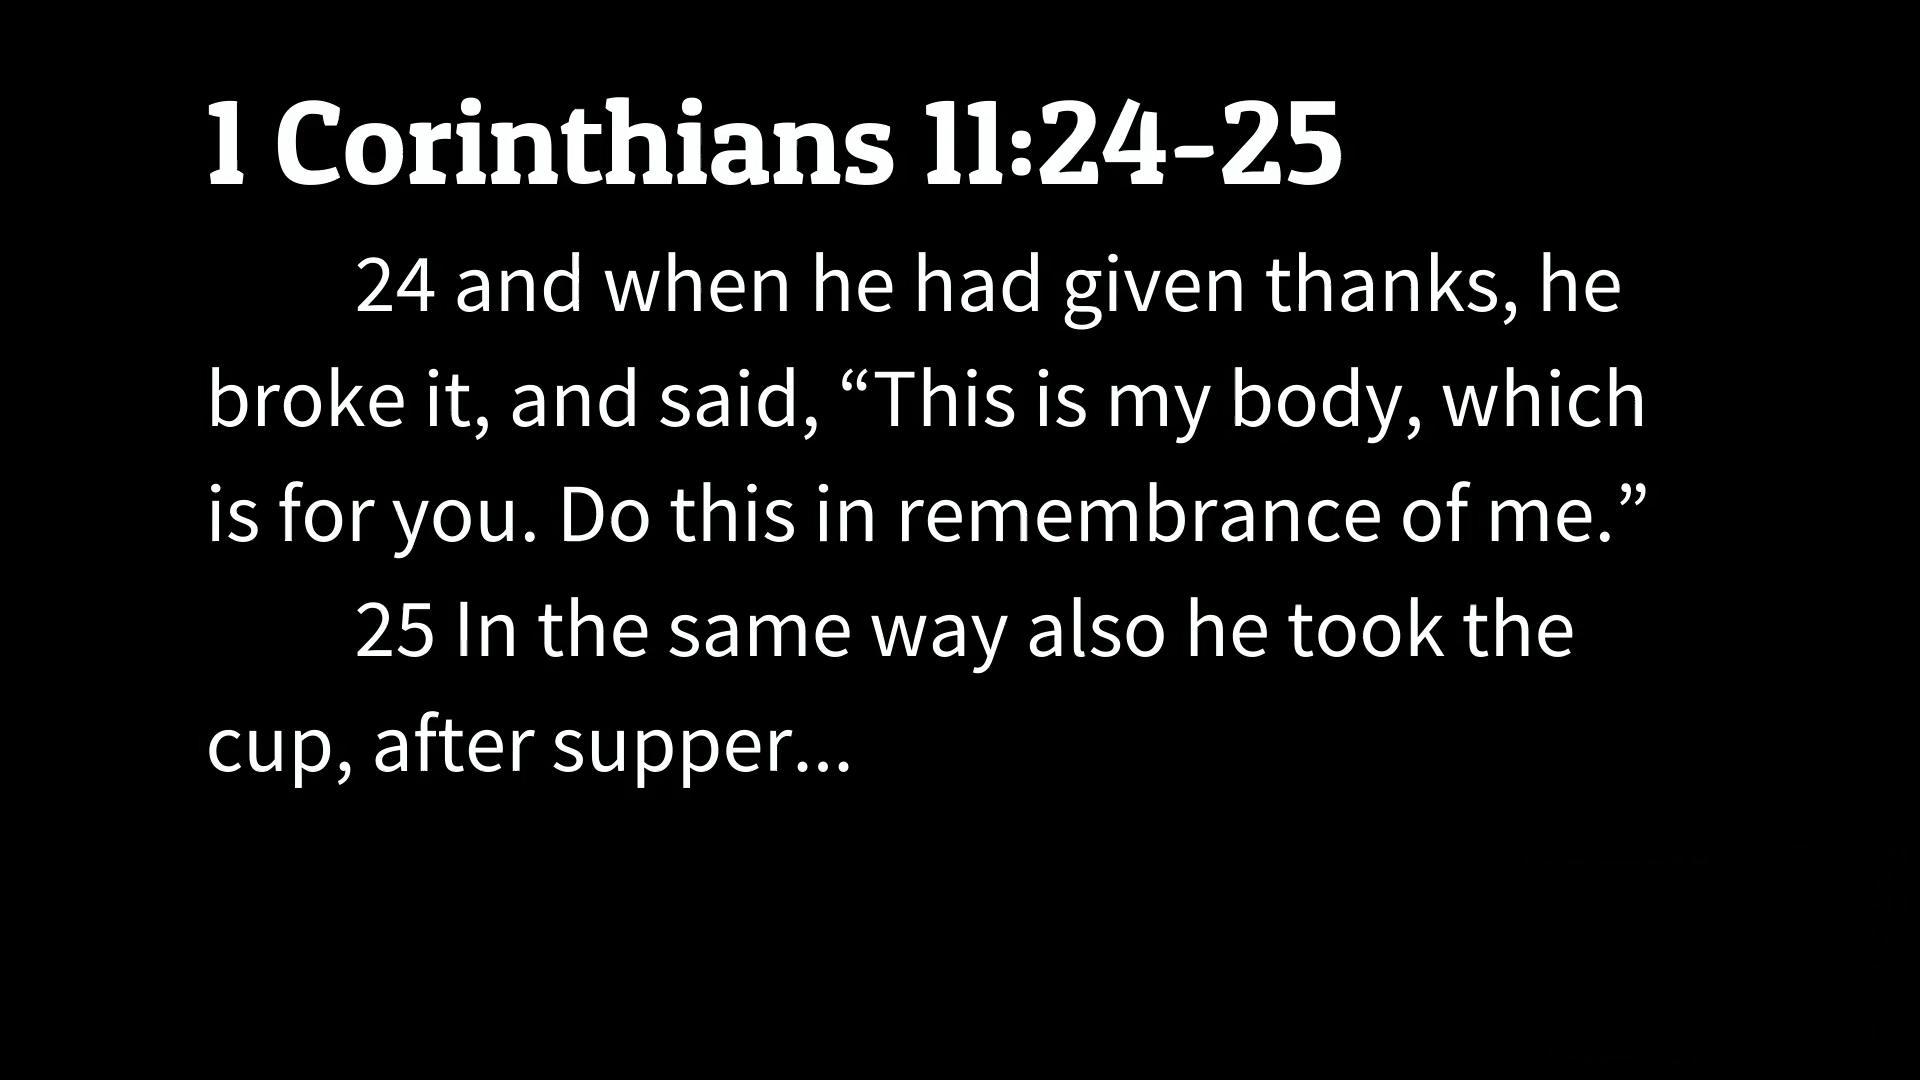 1 Corinthians 11:24-25
24 and when he had given thanks, he
broke it, and said, “This is my body, which
is for you. Do this in remembrance of me.”
25 In the same way also he took the
cup, after supper...